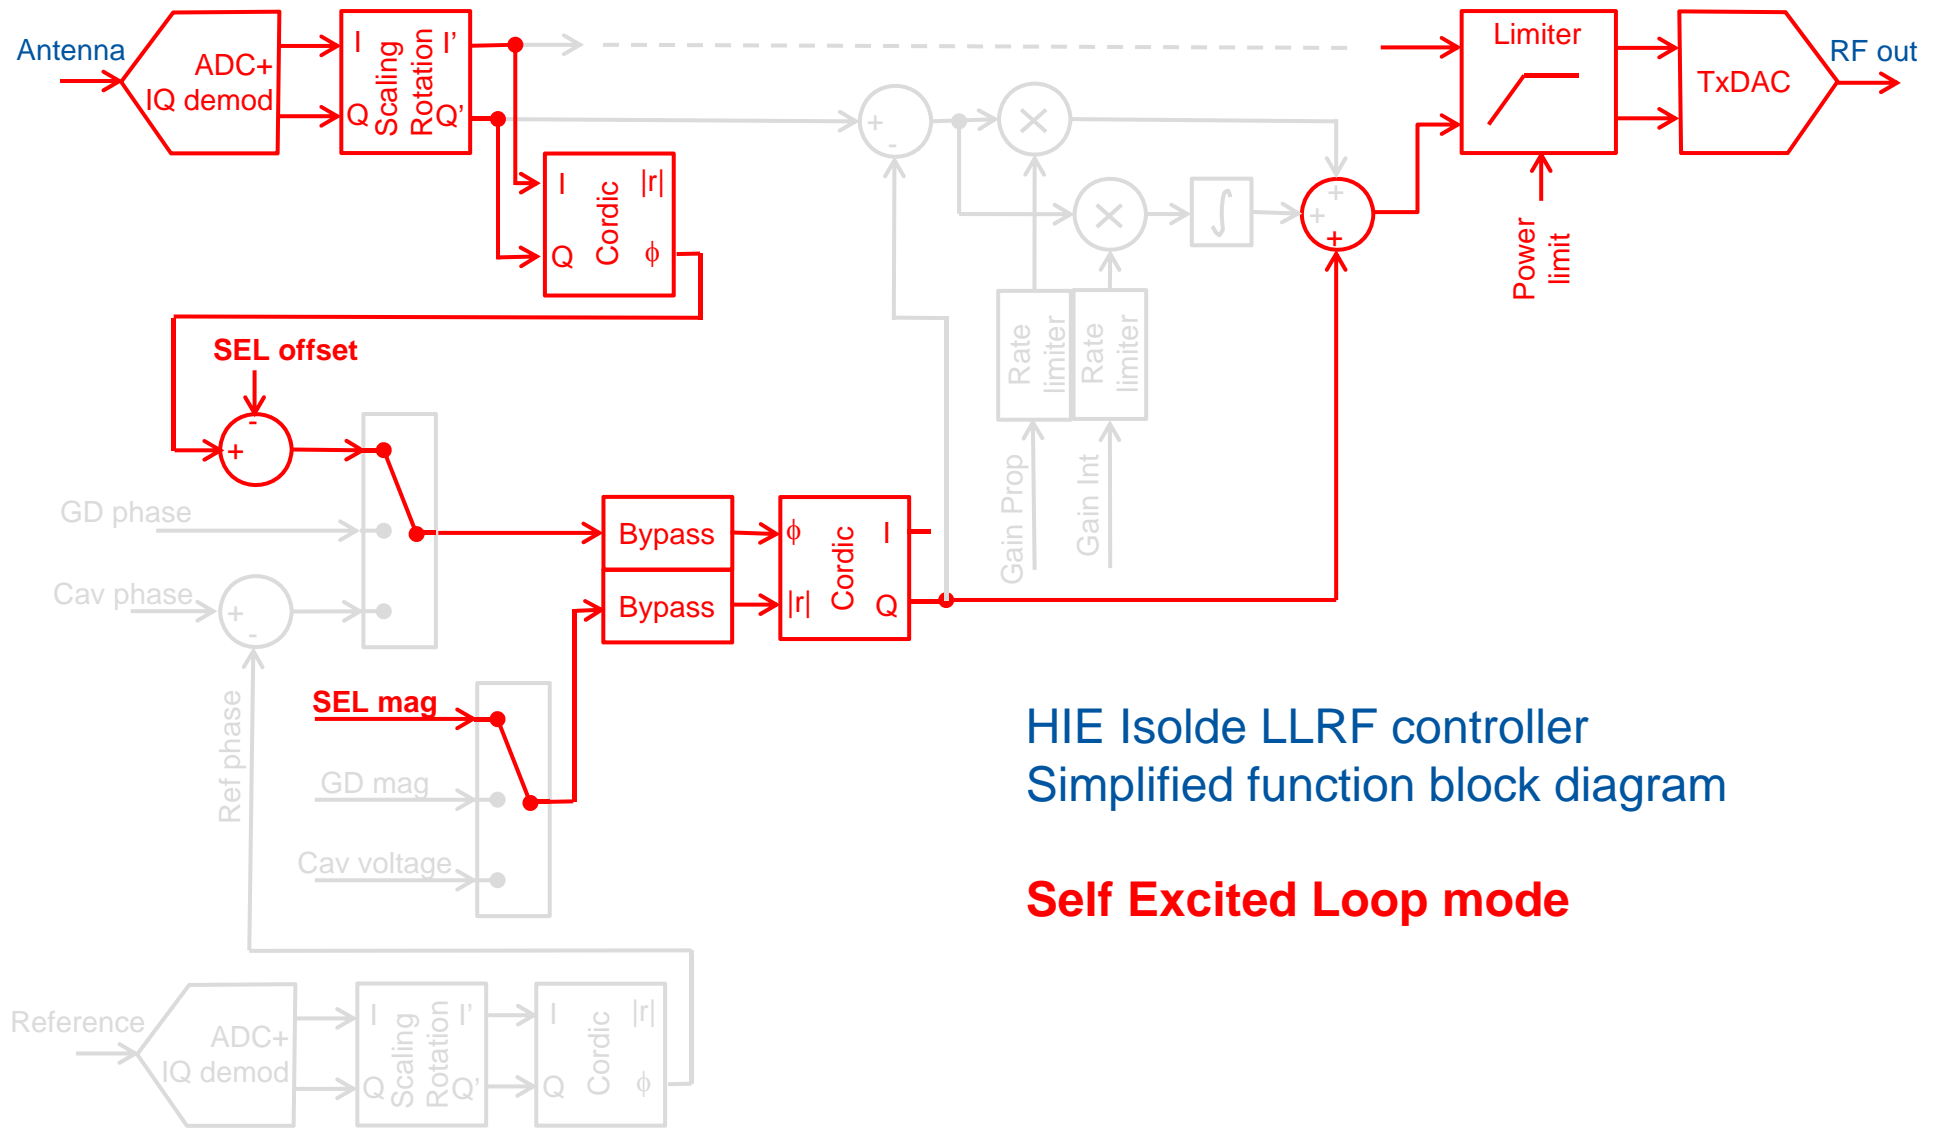 Antenna
ADC+
IQ demod
I
Q
Scaling
Rotation
I’
Q’
I
Q
Cordic
|r|
ϕ
+
-
×
×
∫
+
+
+
Limiter
TxDAC
RF out
Power
limit
SEL offset
-
+
GD phase
Cav phase
+
-
Ref phase
Bypass
Bypass
ϕ
|r|
Cordic
I
Q
Rate
limiter
Rate
limiter
Gain Prop
Gain Int
SEL mag
GD mag
Cav voltage
HIE Isolde LLRF controller
Simplified function block diagram
Self Excited Loop mode
Reference
ADC+
IQ demod
I
Q
Scaling
Rotation
I’
Q’
I
Q
Cordic
|r|
ϕ